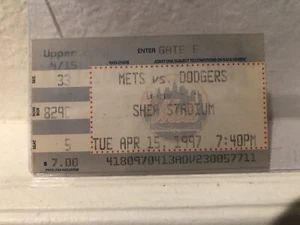 Upper
4/15
ENTER GATE E
33
METS vs. DODGERS
SHEA STADIUM
829C
5
TUE APR 15, 1997 7:40PM
$ 7.00
4180970413ADV230057711